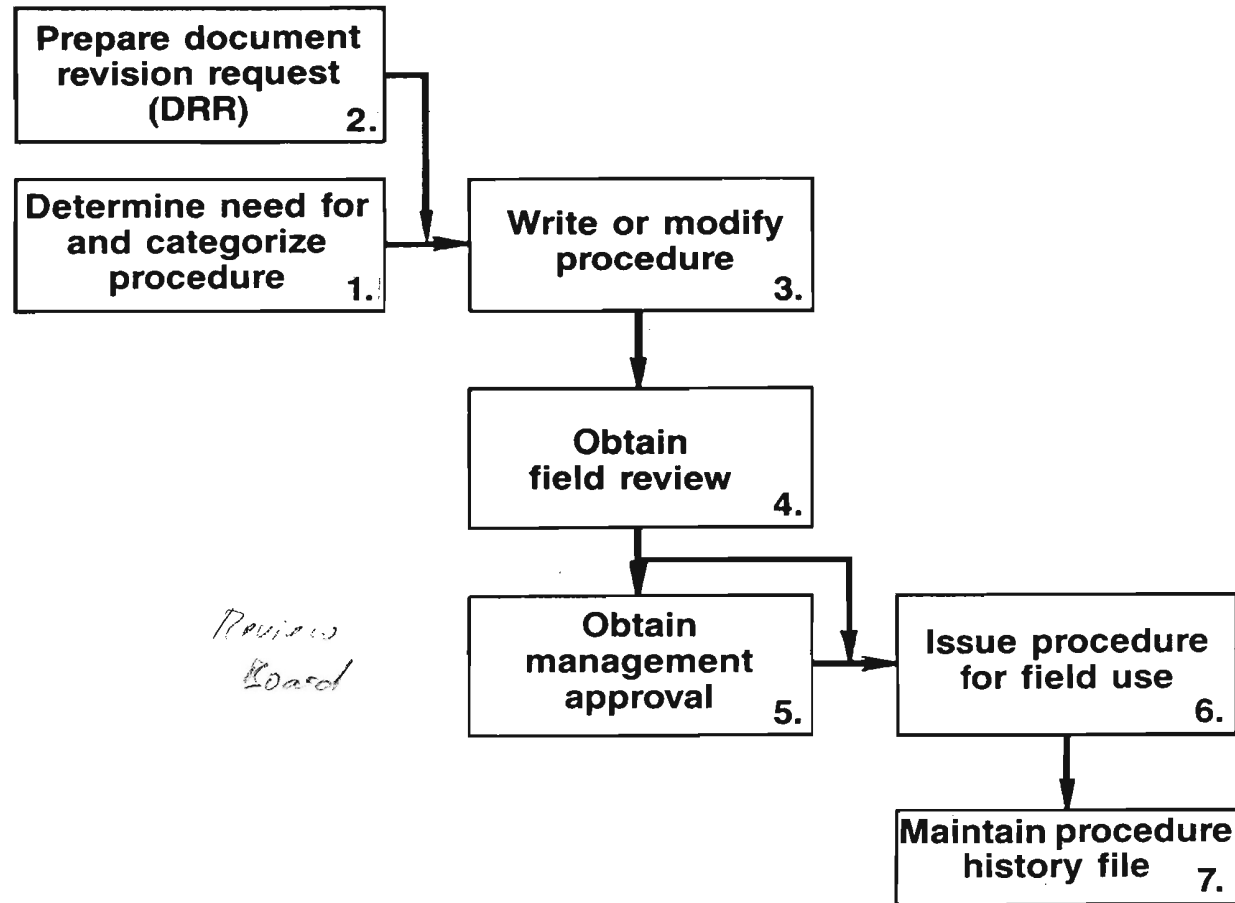 Prepare document
revision request
(DRR)
2.
Determine need for
and categorize
procedure
1.
Write or modify
procedure
3.
Obtain
field review
4.
Review
Board
Obtain
management
approval
5.
Issue procedure
for field use
6.
Maintain procedure
history file
7.